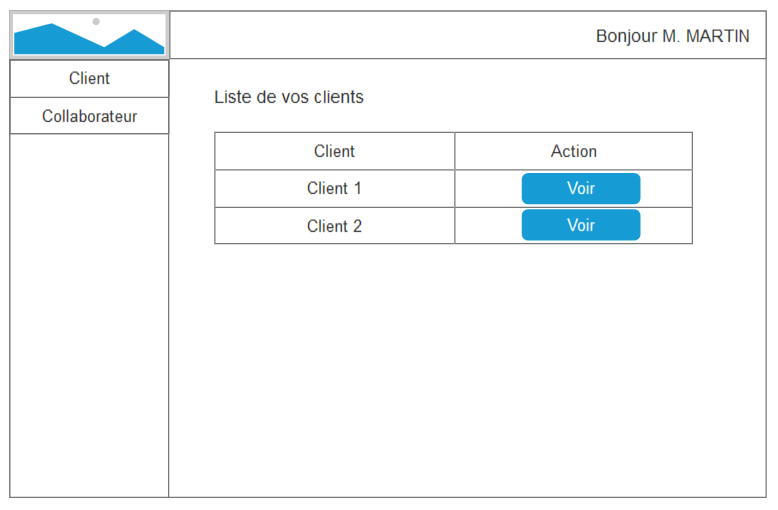 Bonjour M. MARTIN
Client
Collaborateur
Liste de vos clients
Client Action
Client 1 Voir
Client 2 Voir